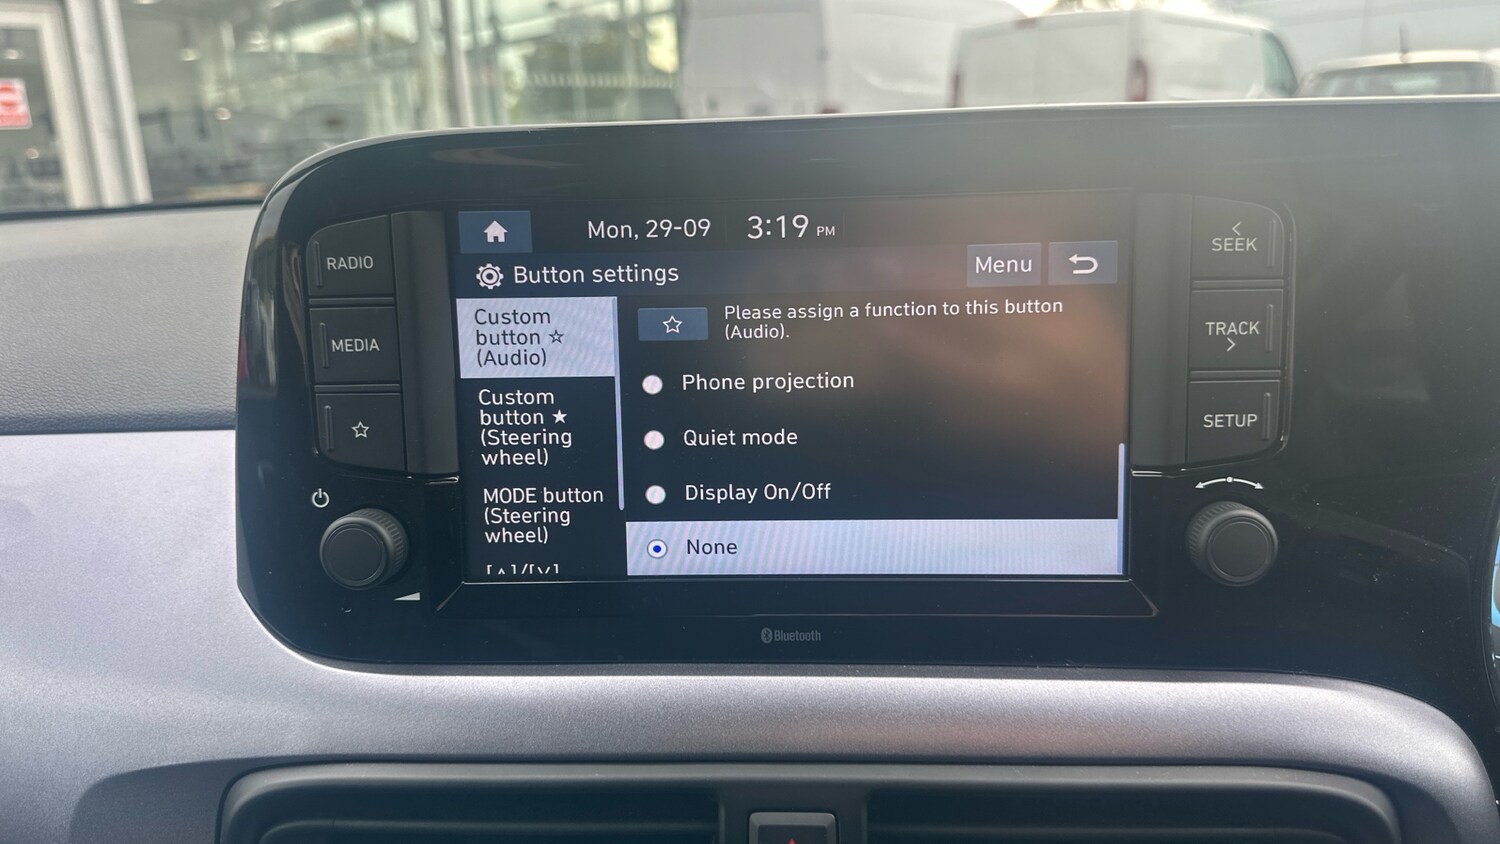 Mon, 29-09 3:19 PM
Button settings
Menu
Custom
button ☆
(Audio)
Custom
button ★
(Steering
wheel)
MODE button
(Steering
wheel)
[∧]/[∨]
Please assign a function to this button
(Audio).
Phone projection
Quiet mode
Display On/Off
None
RADIO
MEDIA
☆
< SEEK
TRACK >
SETUP
Bluetooth